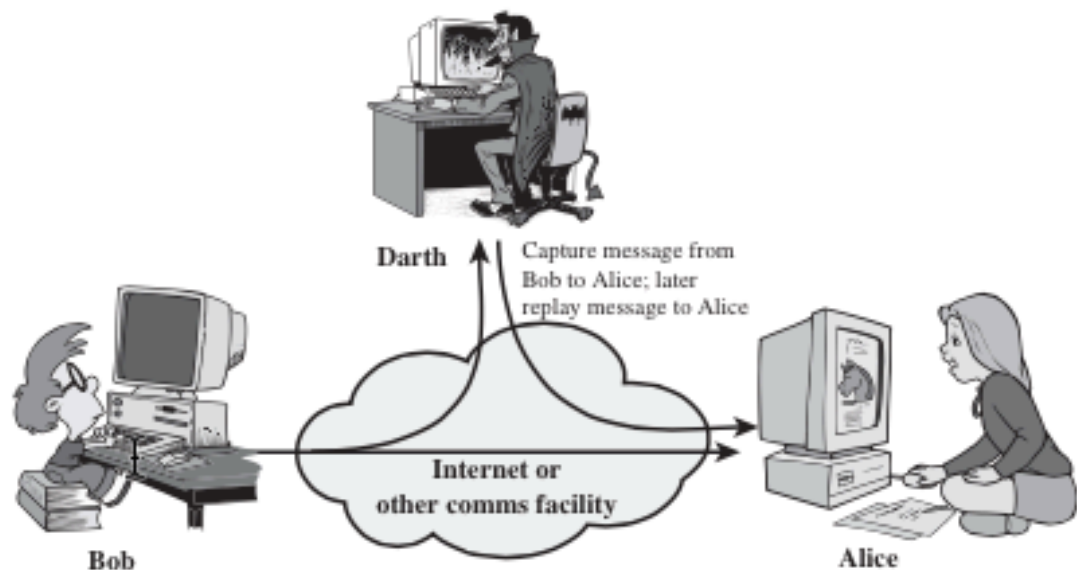 Darth
Capture message from
Bob to Alice; later
replay message to Alice
Internet or
other comms facility
Bob
Alice